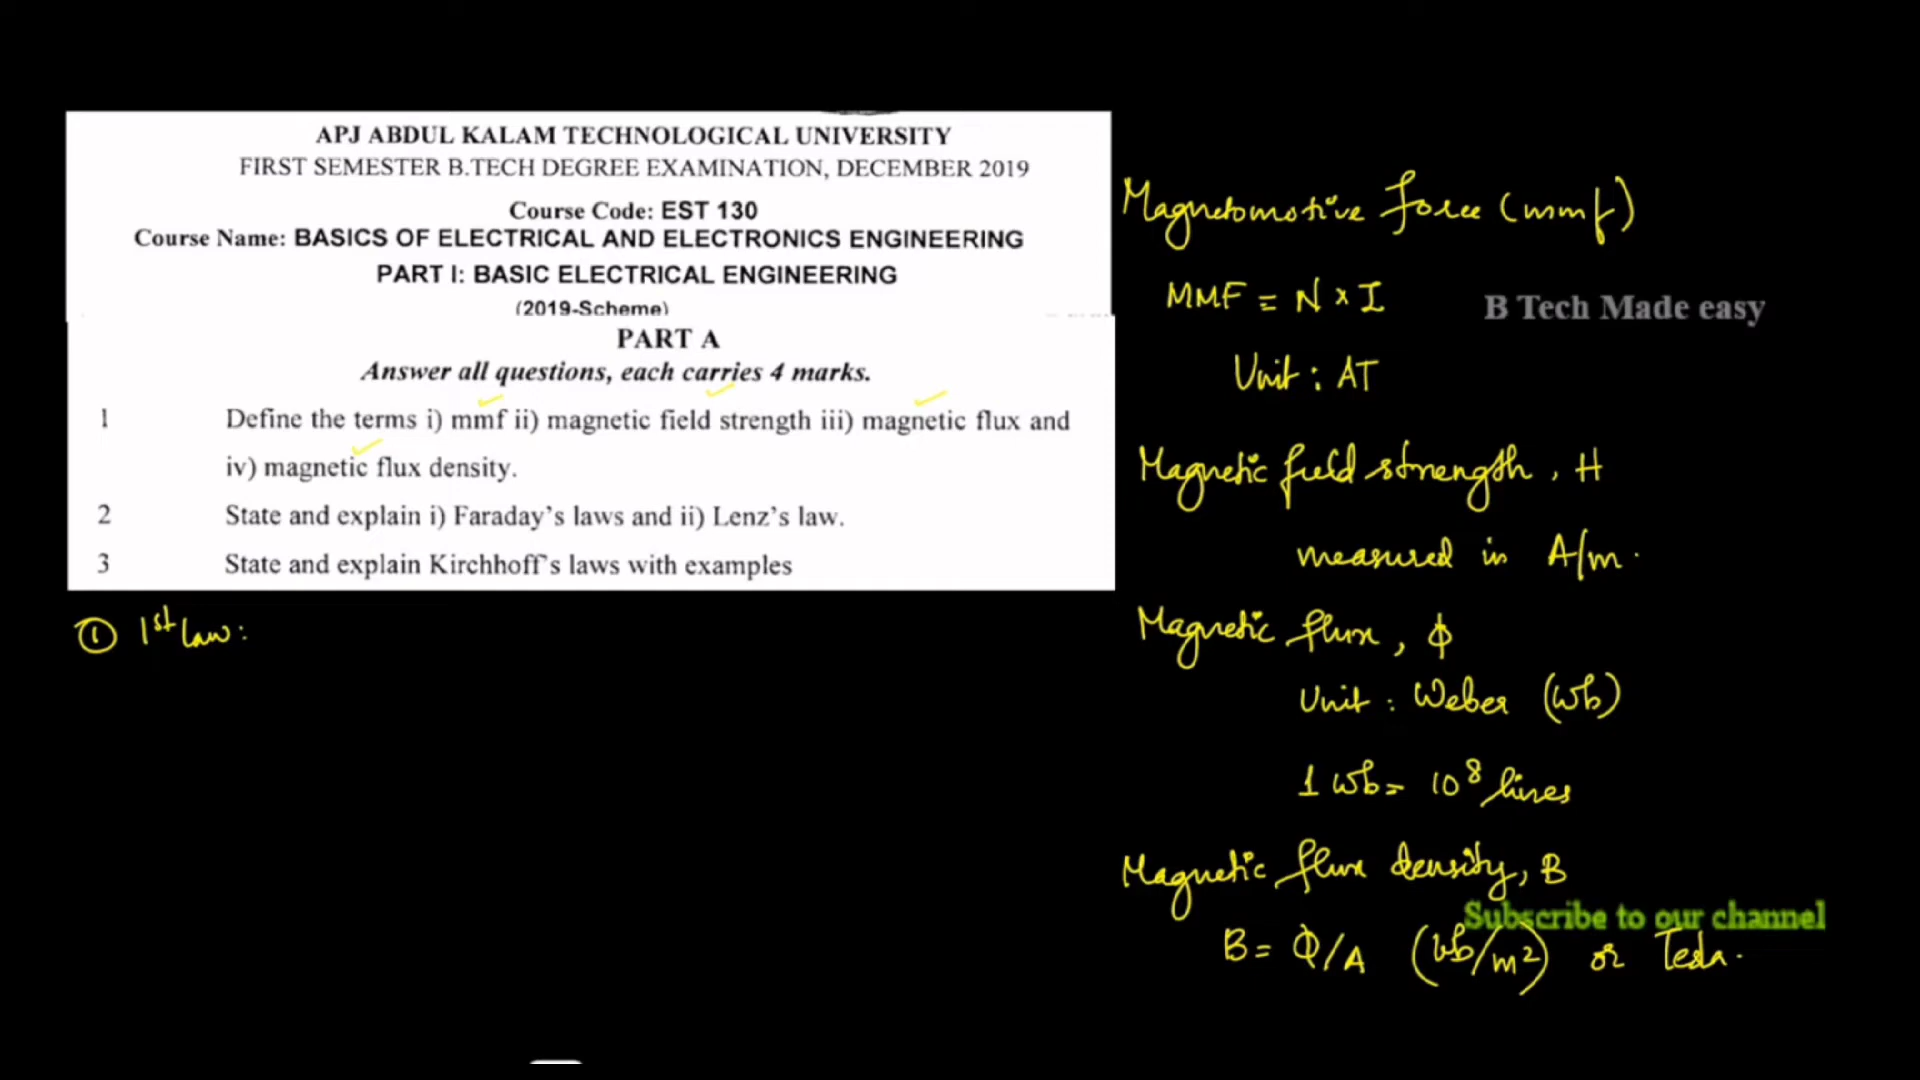 APJ ABDUL KALAM TECHNOLOGICAL UNIVERSITY
FIRST SEMESTER B.TECH DEGREE EXAMINATION, DECEMBER 2019
Course Code: EST 130
Course Name: BASICS OF ELECTRICAL AND ELECTRONICS ENGINEERING
PART I: BASIC ELECTRICAL ENGINEERING
(2019-Scheme)
PART A
Answer all questions, each carries 4 marks.
1 Define the terms i) mmf ii) magnetic field strength iii) magnetic flux and
iv) magnetic flux density.
2 State and explain i) Faraday's laws and ii) Lenz's law.
3 State and explain Kirchhoff's laws with examples
① 1st law:
Magnetomotive force (mmf)
MMF = N × I
B Tech Made easy
Unit : AT
Magnetic field strength, H
measured in A/m.
Magnetic flux, Φ
Unit : Weber (wb)
1 wb = 10⁸ lines
Magnetic flux density, B
Subscribe to our channel
B = Φ/A (wb/m²) or Tesla.